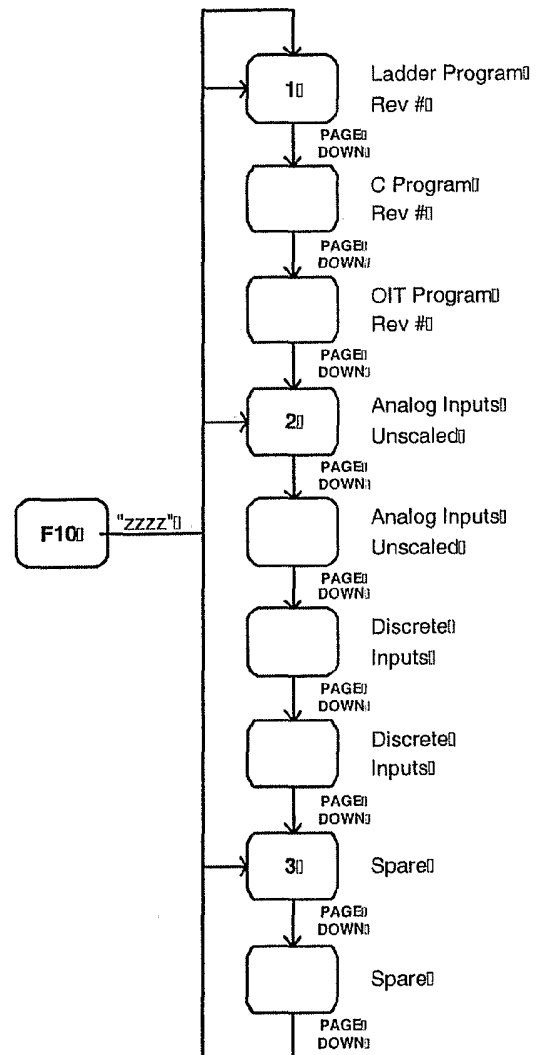 1
Ladder Program
Rev #
PAGE
DOWN
C Program
Rev #
PAGE
DOWN
OIT Program
Rev #
PAGE
DOWN
2
Analog Inputs
Unscaled
PAGE
DOWN
F10
"zzzz"
Analog Inputs
Unscaled
PAGE
DOWN
Discrete
Inputs
PAGE
DOWN
Discrete
Inputs
PAGE
DOWN
3
Spare
PAGE
DOWN
Spare
PAGE
DOWN